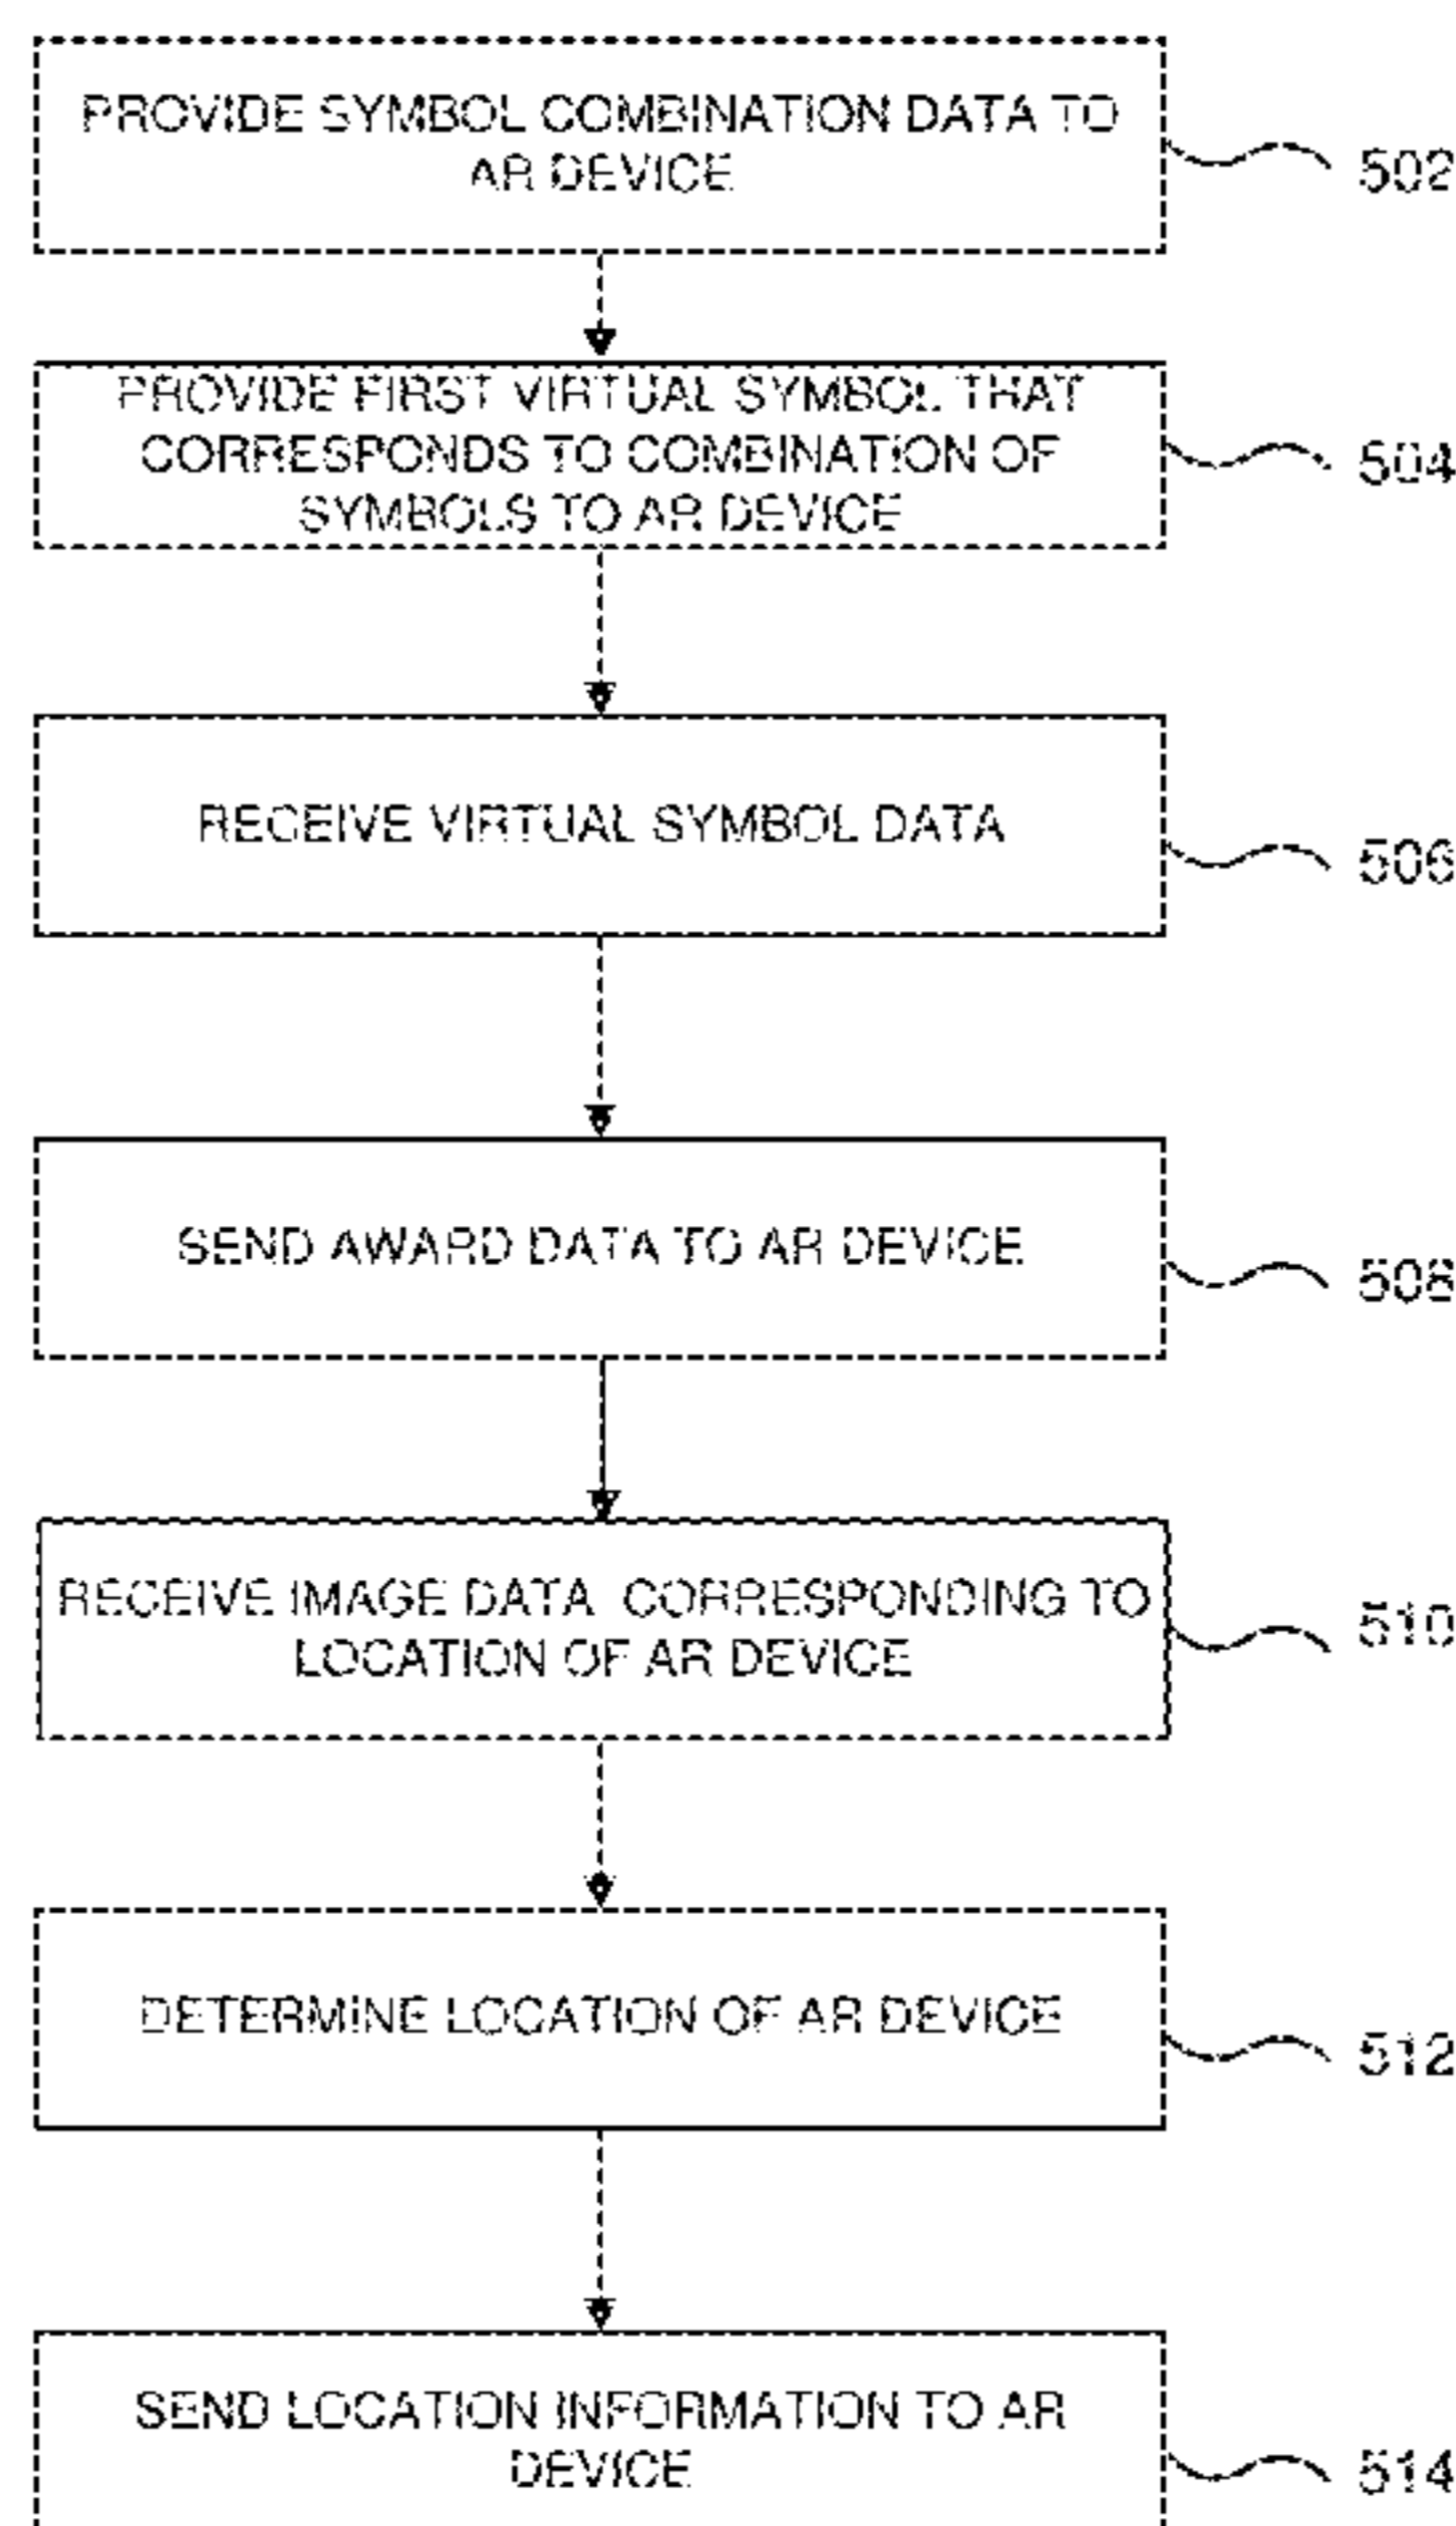 PROVIDE SYMBOL COMBINATION DATA TO
AR DEVICE
502
PROVIDE FIRST VIRTUAL SYMBOL THAT
CORRESPONDS TO COMBINATION OF
SYMBOLS TO AR DEVICE
504
RECEIVE VIRTUAL SYMBOL DATA
506
SEND AWARD DATA TO AR DEVICE
508
RECEIVE IMAGE DATA CORRESPONDING TO
LOCATION OF AR DEVICE
510
DETERMINE LOCATION OF AR DEVICE
512
SEND LOCATION INFORMATION TO AR
DEVICE
514